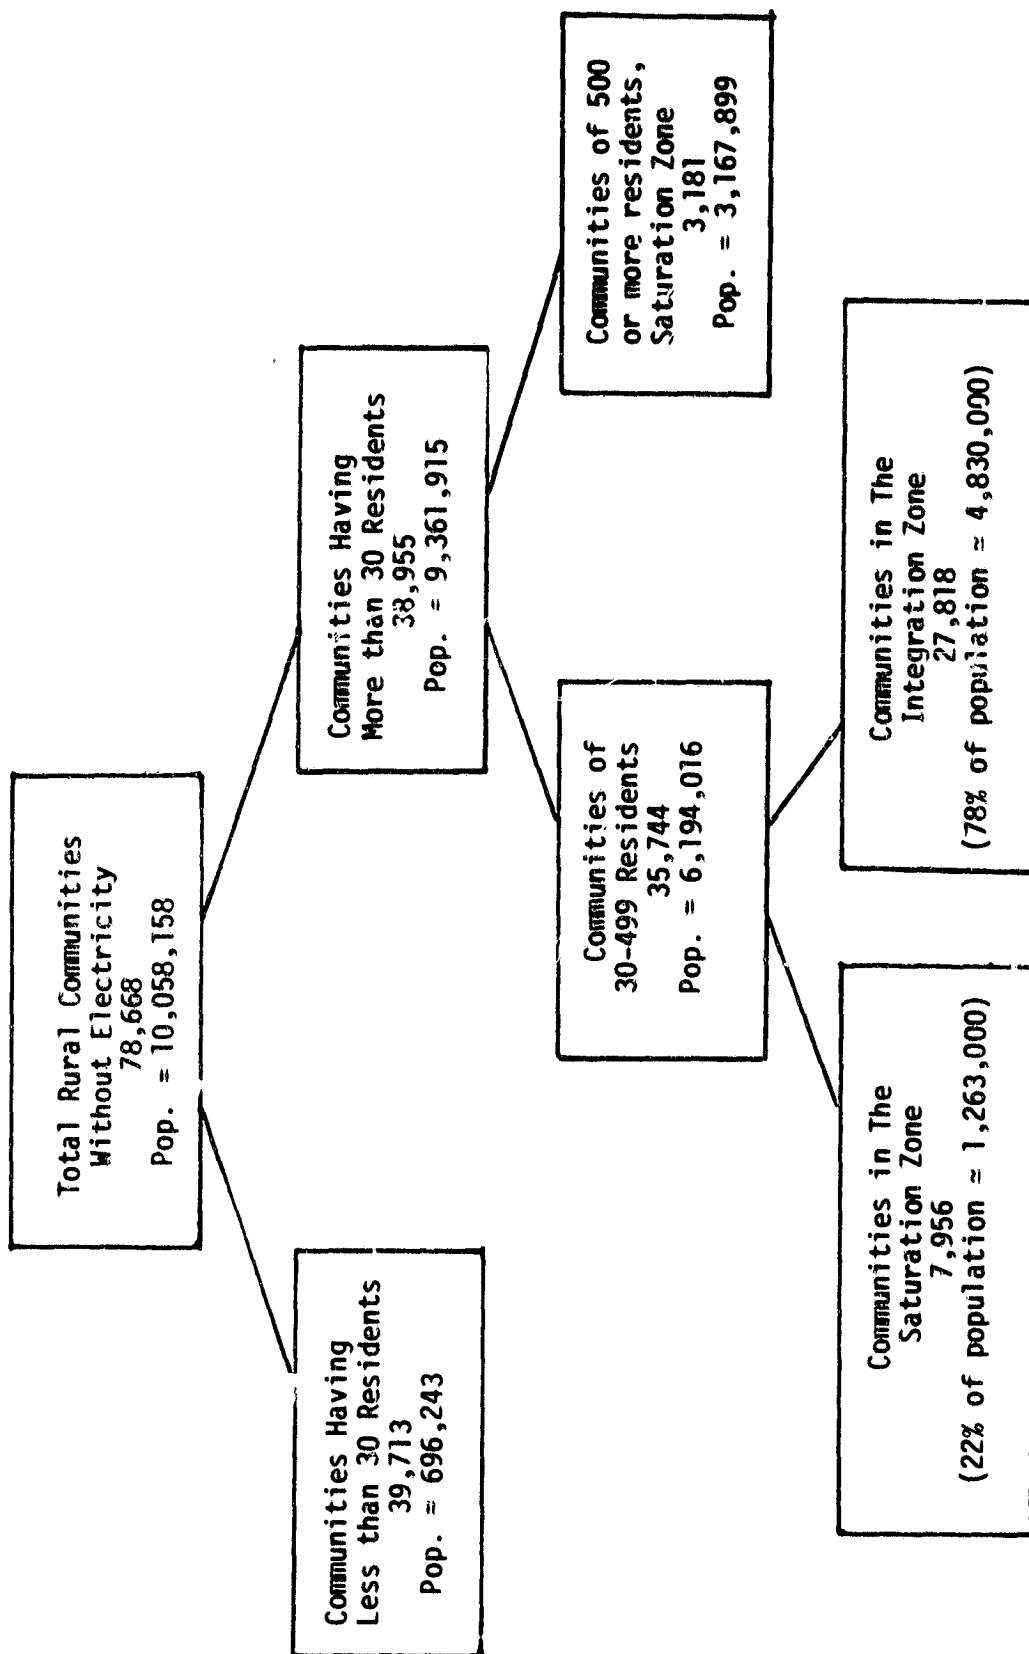 Total Rural Communities
Without Electricity
78,668
Pop. = 10,058,158
Communities Having
Less than 30 Residents
39,713
Pop. = 696,243
Communities Having
More than 30 Residents
38,955
Pop. = 9,361,915
Communities of
30-499 Residents
35,744
Pop. = 6,194,016
Communities of 500
or more residents,
Saturation Zone
3,181
Pop. = 3,167,899
Communities in The
Saturation Zone
7,956
(22% of population ≃ 1,263,000)
Communities in The
Integration Zone
27,818
(78% of population ≃ 4,830,000)